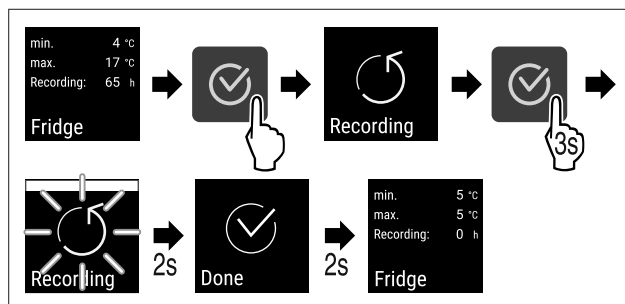 min. 4 °C
max. 17 °C
Recording: 65 h
Fridge
Recording
3s
Recording
2s
Done
2s
min. 5 °C
max. 5 °C
Recording: 0 h
Fridge